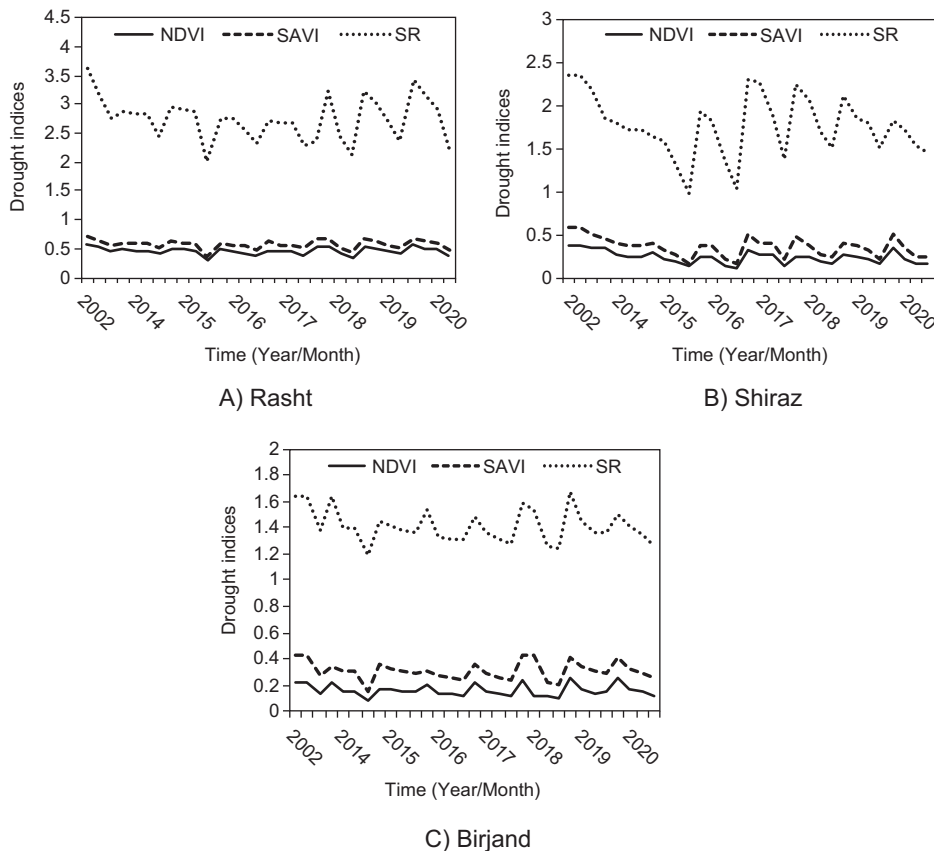 4.5
4
3.5
3
2.5
2
1.5
1
0.5
0
NDVI SAVI SR
Drought indices
2002 2014 2015 2016 2017 2018 2019 2020
Time (Year/Month)
A) Rasht
3
2.5
2
1.5
1
0.5
0
NDVI SAVI SR
Drought indices
2002 2014 2015 2016 2017 2018 2019 2020
Time (Year/Month)
B) Shiraz
2
1.8
1.6
1.4
1.2
1
0.8
0.6
0.4
0.2
0
NDVI SAVI SR
Drought indices
2002 2014 2015 2016 2017 2018 2019 2020
Time (Year/Month)
C) Birjand